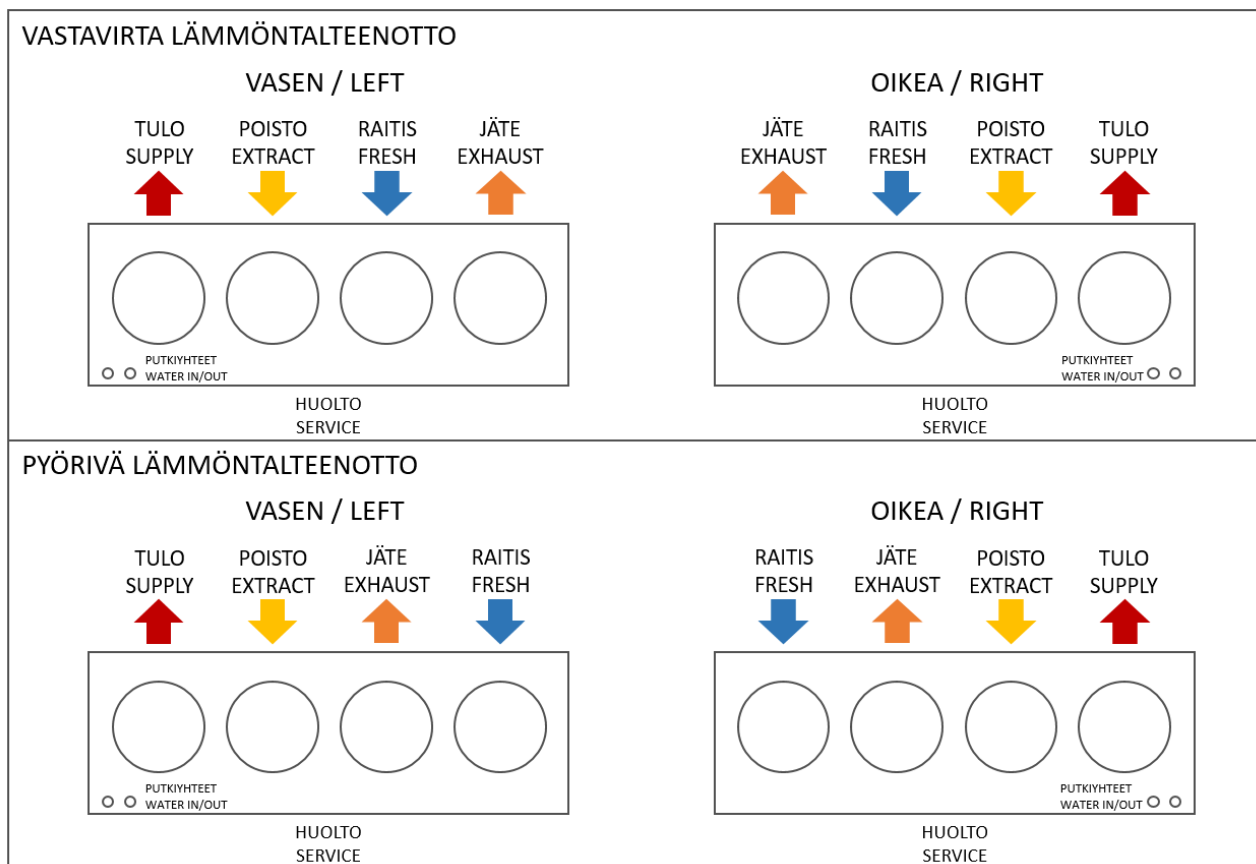 VASTAVIRTA LÄMMÖNTALTEENOTTO
VASEN / LEFT
TULO
SUPPLY
POISTO
EXTRACT
RAITIS
FRESH
JÄTE
EXHAUST
PUTKIYHTEET
WATER IN/OUT
HUOLTO
SERVICE
OIKEA / RIGHT
JÄTE
EXHAUST
RAITIS
FRESH
POISTO
EXTRACT
TULO
SUPPLY
PUTKIYHTEET
WATER IN/OUT
HUOLTO
SERVICE
PYÖRIVÄ LÄMMÖNTALTEENOTTO
VASEN / LEFT
TULO
SUPPLY
POISTO
EXTRACT
JÄTE
EXHAUST
RAITIS
FRESH
PUTKIYHTEET
WATER IN/OUT
HUOLTO
SERVICE
OIKEA / RIGHT
RAITIS
FRESH
JÄTE
EXHAUST
POISTO
EXTRACT
TULO
SUPPLY
PUTKIYHTEET
WATER IN/OUT
HUOLTO
SERVICE